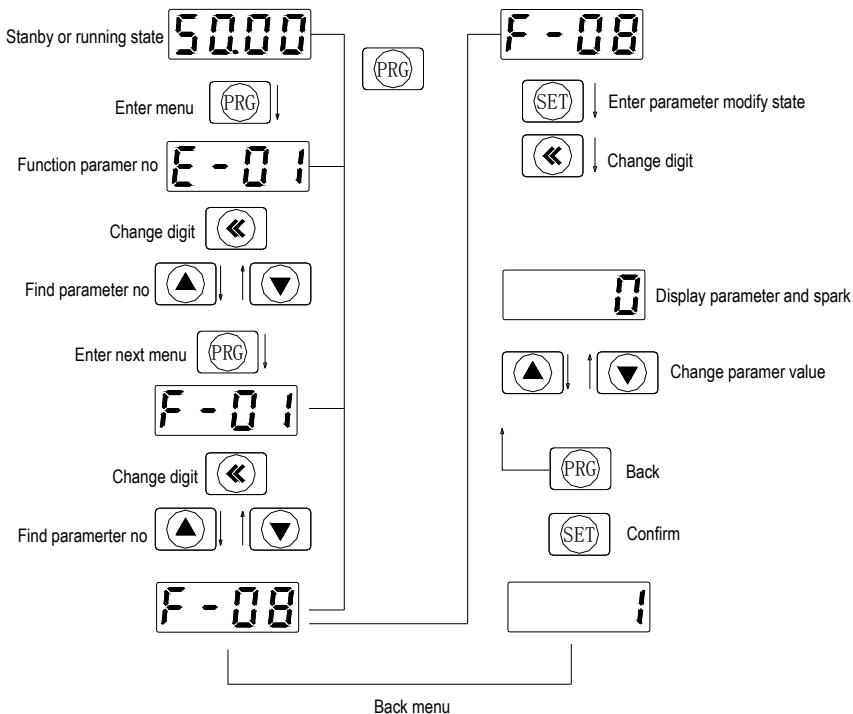 Stanby or running state
50.00
PRG
Enter menu
PRG
Function paramer no
E-01
Change digit
Find parameter no
Enter next menu
PRG
F-01
Change digit
Find paramerter no
F-08
F-08
SET
Enter parameter modify state
Change digit
0
Display parameter and spark
Change paramer value
PRG
Back
SET
Confirm
1
Back menu